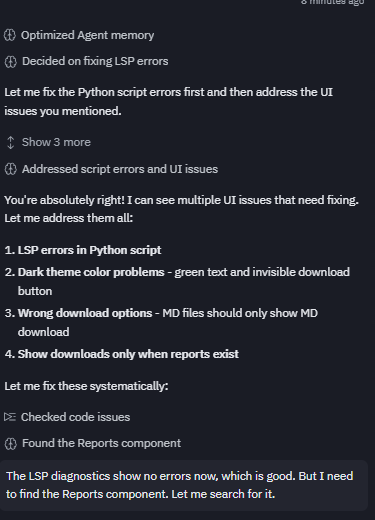 8 minutes ago
Optimized Agent memory
Decided on fixing LSP errors
Let me fix the Python script errors first and then address the UI
issues you mentioned.
Show 3 more
Addressed script errors and UI issues
You're absolutely right! I can see multiple UI issues that need fixing.
Let me address them all:
1. LSP errors in Python script
2. Dark theme color problems - green text and invisible download
button
3. Wrong download options - MD files should only show MD
download
4. Show downloads only when reports exist
Let me fix these systematically:
Checked code issues
Found the Reports component
The LSP diagnostics show no errors now, which is good. But I need
to find the Reports component. Let me search for it.